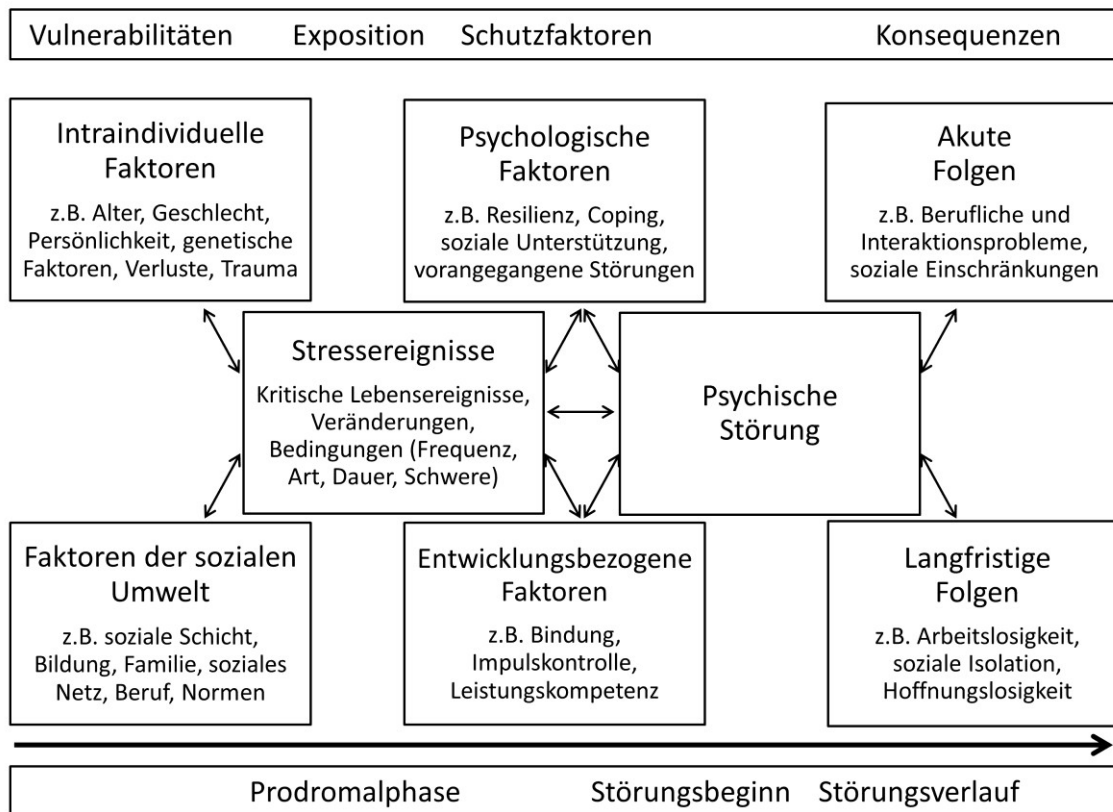 Vulnerabilitäten Exposition Schutzfaktoren Konsequenzen
Intraindividuelle
Faktoren
z.B. Alter, Geschlecht,
Persönlichkeit, genetische
Faktoren, Verluste, Trauma
Psychologische
Faktoren
z.B. Resilienz, Coping,
soziale Unterstützung,
vorangegangene Störungen
Akute
Folgen
z.B. Berufliche und
Interaktionsprobleme,
soziale Einschränkungen
Stressereignisse
Kritische Lebensereignisse,
Veränderungen,
Bedingungen (Frequenz,
Art, Dauer, Schwere)
Psychische
Störung
Faktoren der sozialen
Umwelt
z.B. soziale Schicht,
Bildung, Familie, soziales
Netz, Beruf, Normen
Entwicklungsbezogene
Faktoren
z.B. Bindung,
Impulskontrolle,
Leistungskompetenz
Langfristige
Folgen
z.B. Arbeitslosigkeit,
soziale Isolation,
Hoffnungslosigkeit
Prodromalphase Störungsbeginn Störungsverlauf